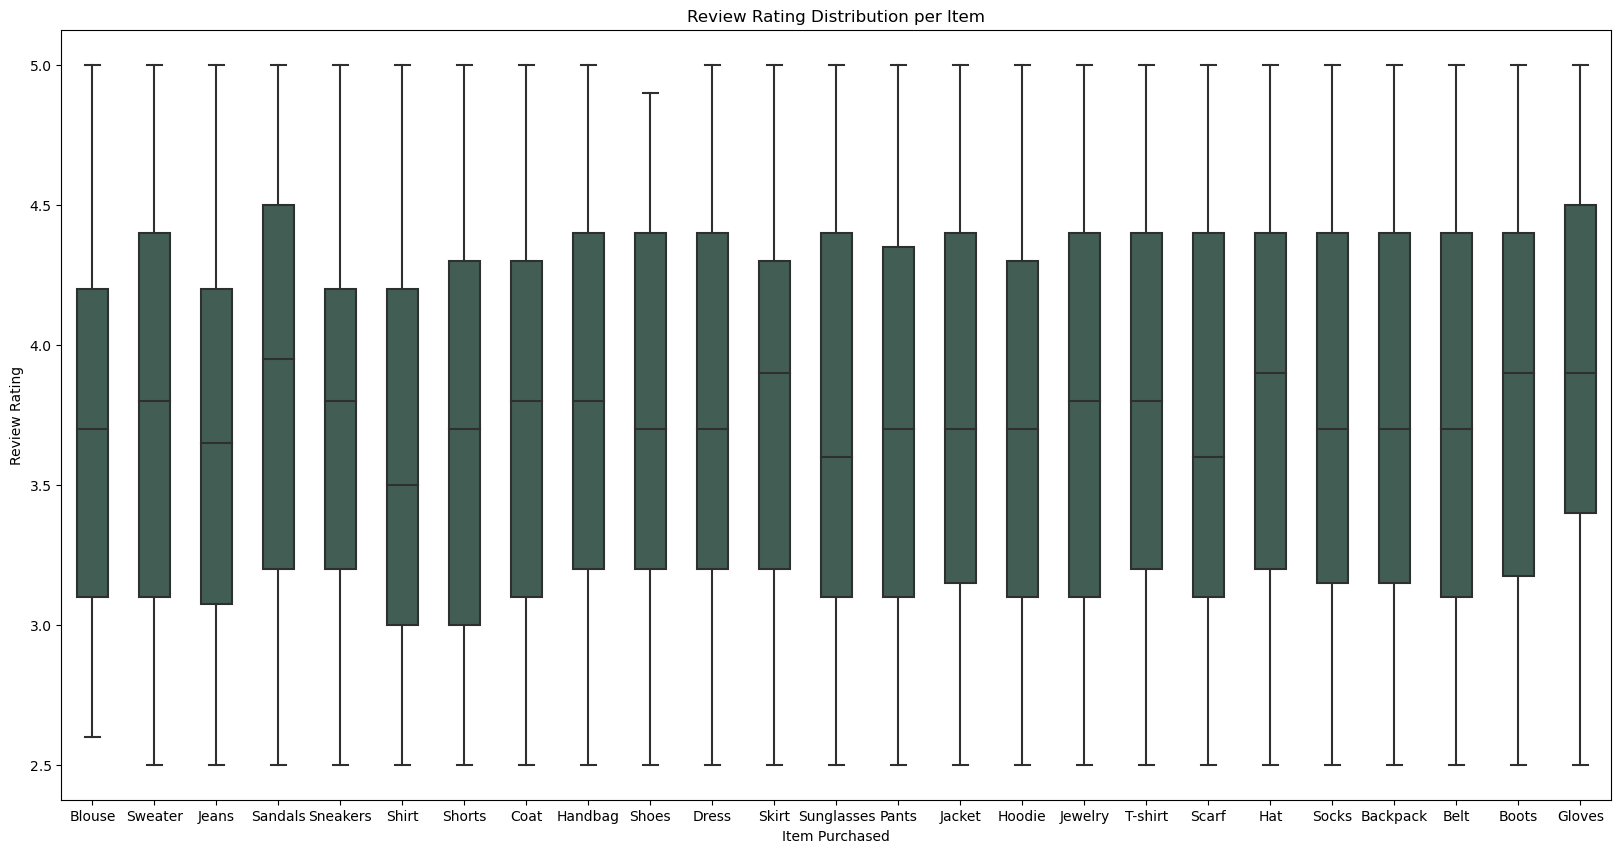 Review Rating Distribution per Item
Review Rating
5.0
4.5
4.0
3.5
3.0
2.5
Blouse Sweater Jeans Sandals Sneakers Shirt Shorts Coat Handbag Shoes Dress Skirt Sunglasses Pants Jacket Hoodie Jewelry T-shirt Scarf Hat Socks Backpack Belt Boots Gloves
Item Purchased